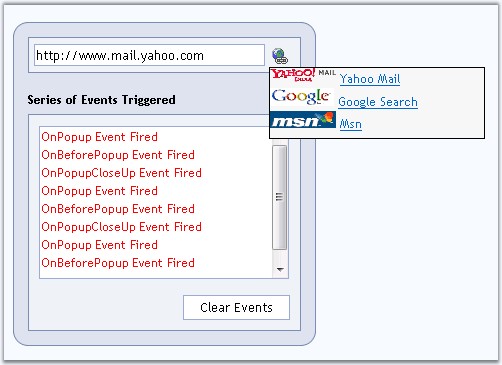 http://www.mail.yahoo.com
YAHOO! MAIL
INDIA
Yahoo Mail
Google
Google Search
msn
Msn
Series of Events Triggered
OnPopup Event Fired
OnBeforePopup Event Fired
OnPopupCloseUp Event Fired
OnPopup Event Fired
OnBeforePopup Event Fired
OnPopupCloseUp Event Fired
OnPopup Event Fired
OnBeforePopup Event Fired
Clear Events